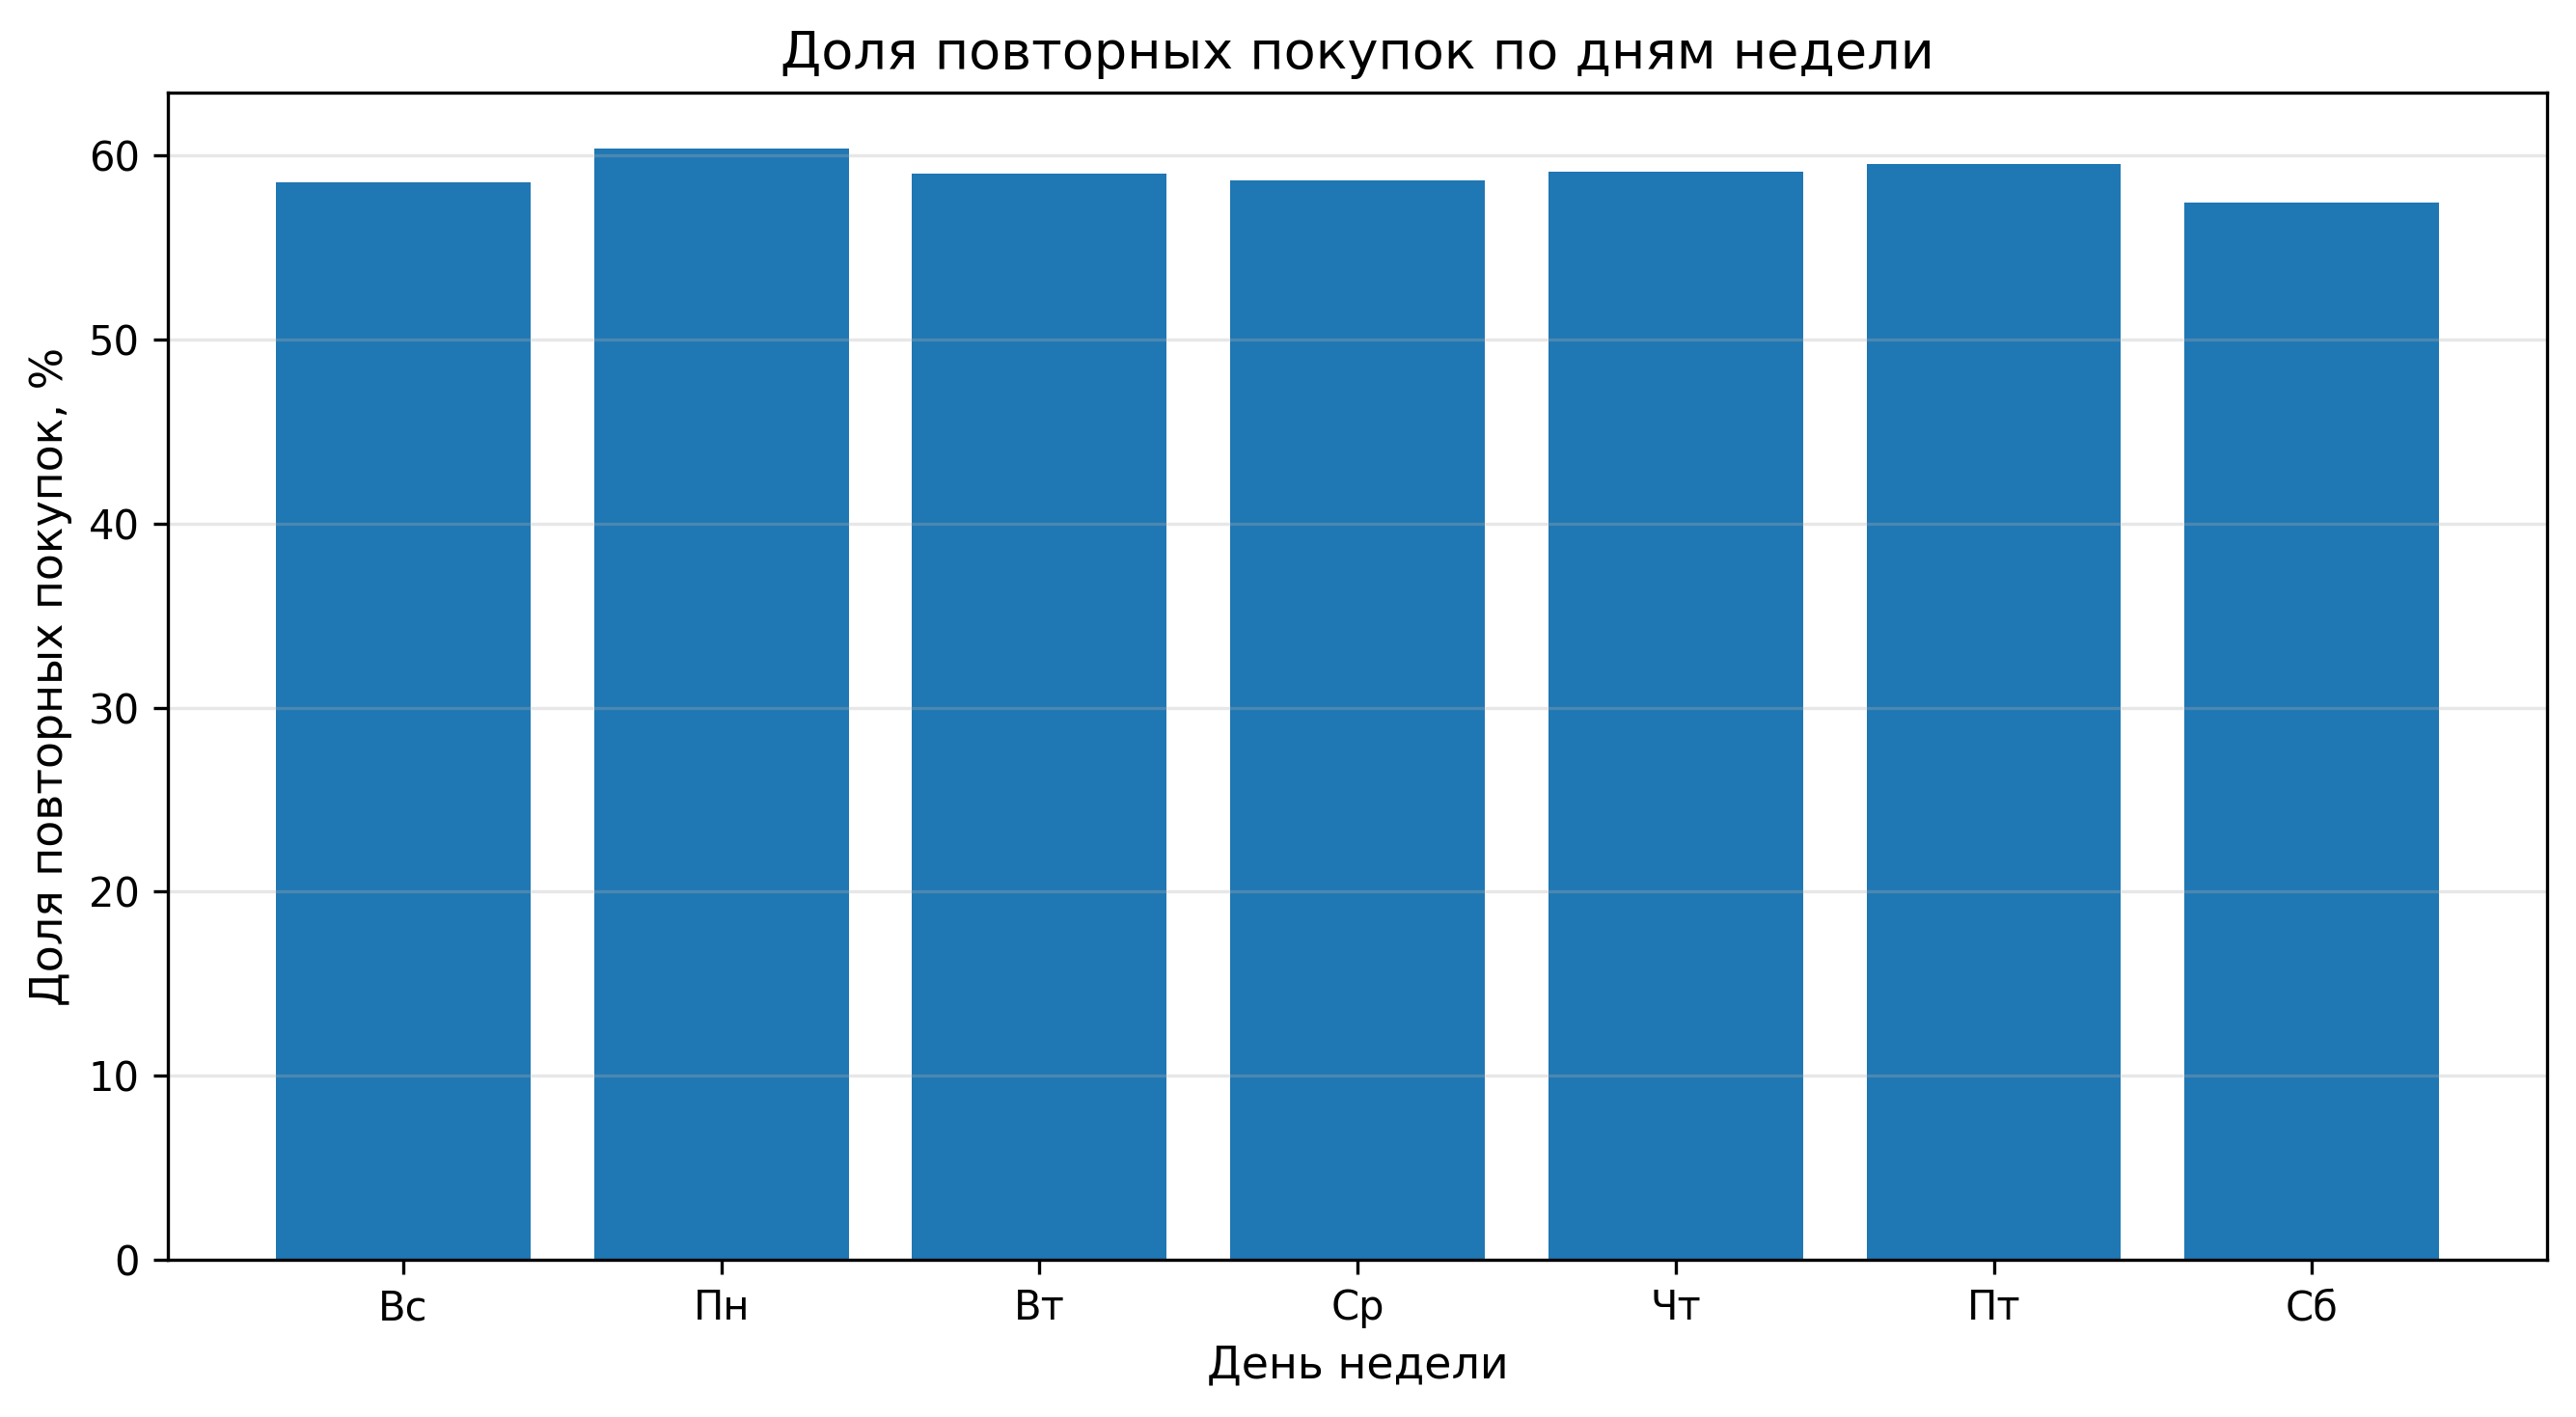 Доля повторных покупок по дням недели
Доля повторных покупок, %
60
50
40
30
20
10
0
Вс Пн Вт Ср Чт Пт Сб
День недели